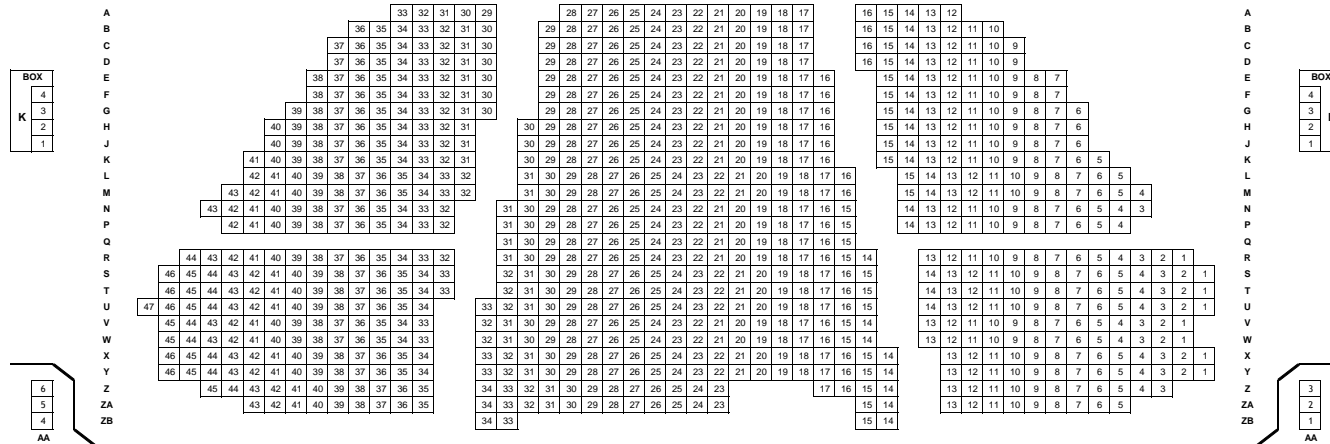 A 33 32 31 30 29 28 27 26 25 24 23 22 21 20 19 18 17 16 15 14 13 12 A
B 36 35 34 33 32 31 30 29 28 27 26 25 24 23 22 21 20 19 18 17 16 15 14 13 12 11 10 B
C 37 36 35 34 33 32 31 30 29 28 27 26 25 24 23 22 21 20 19 18 17 16 15 14 13 12 11 10 9 C
D 37 36 35 34 33 32 31 30 29 28 27 26 25 24 23 22 21 20 19 18 17 16 15 14 13 12 11 10 9 D
BOX E 38 37 36 35 34 33 32 31 30 29 28 27 26 25 24 23 22 21 20 19 18 17 16 15 14 13 12 11 10 9 8 7 E BOX
4 F 38 37 36 35 34 33 32 31 30 29 28 27 26 25 24 23 22 21 20 19 18 17 16 15 14 13 12 11 10 9 8 7 F 4
K 3 G 39 38 37 36 35 34 33 32 31 30 29 28 27 26 25 24 23 22 21 20 19 18 17 16 15 14 13 12 11 10 9 8 7 6 G 3
2 H 40 39 38 37 36 35 34 33 32 31 30 29 28 27 26 25 24 23 22 21 20 19 18 17 16 15 14 13 12 11 10 9 8 7 6 H 2
1 J 40 39 38 37 36 35 34 33 32 31 30 29 28 27 26 25 24 23 22 21 20 19 18 17 16 15 14 13 12 11 10 9 8 7 6 J 1
K 41 40 39 38 37 36 35 34 33 32 31 30 29 28 27 26 25 24 23 22 21 20 19 18 17 16 15 14 13 12 11 10 9 8 7 6 5 K
L 42 41 40 39 38 37 36 35 34 33 32 31 30 29 28 27 26 25 24 23 22 21 20 19 18 17 16 15 14 13 12 11 10 9 8 7 6 5 L
M 43 42 41 40 39 38 37 36 35 34 33 32 31 30 29 28 27 26 25 24 23 22 21 20 19 18 17 16 15 14 13 12 11 10 9 8 7 6 5 4 M
N 43 42 41 40 39 38 37 36 35 34 33 32 31 30 29 28 27 26 25 24 23 22 21 20 19 18 17 16 15 14 13 12 11 10 9 8 7 6 5 4 3 N
P 42 41 40 39 38 37 36 35 34 33 32 31 30 29 28 27 26 25 24 23 22 21 20 19 18 17 16 15 14 13 12 11 10 9 8 7 6 5 4 P
Q 31 30 29 28 27 26 25 24 23 22 21 20 19 18 17 16 15 Q
R 44 43 42 41 40 39 38 37 36 35 34 33 32 31 30 29 28 27 26 25 24 23 22 21 20 19 18 17 16 15 14 13 12 11 10 9 8 7 6 5 4 3 2 1 R
S 46 45 44 43 42 41 40 39 38 37 36 35 34 33 32 31 30 29 28 27 26 25 24 23 22 21 20 19 18 17 16 15 14 13 12 11 10 9 8 7 6 5 4 3 2 1 S
T 46 45 44 43 42 41 40 39 38 37 36 35 34 33 32 31 30 29 28 27 26 25 24 23 22 21 20 19 18 17 16 15 14 13 12 11 10 9 8 7 6 5 4 3 2 1 T
U 47 46 45 44 43 42 41 40 39 38 37 36 35 34 33 32 31 30 29 28 27 26 25 24 23 22 21 20 19 18 17 16 15 14 13 12 11 10 9 8 7 6 5 4 3 2 1 U
V 45 44 43 42 41 40 39 38 37 36 35 34 33 32 31 30 29 28 27 26 25 24 23 22 21 20 19 18 17 16 15 14 13 12 11 10 9 8 7 6 5 4 3 2 1 V
W 45 44 43 42 41 40 39 38 37 36 35 34 33 32 31 30 29 28 27 26 25 24 23 22 21 20 19 18 17 16 15 14 13 12 11 10 9 8 7 6 5 4 3 2 1 W
X 46 45 44 43 42 41 40 39 38 37 36 35 34 33 32 31 30 29 28 27 26 25 24 23 22 21 20 19 18 17 16 15 14 13 12 11 10 9 8 7 6 5 4 3 2 1 X
Y 46 45 44 43 42 41 40 39 38 37 36 35 34 33 32 31 30 29 28 27 26 25 24 23 22 21 20 19 18 17 16 15 14 13 12 11 10 9 8 7 6 5 4 3 2 1 Y
6 Z 45 44 43 42 41 40 39 38 37 36 35 34 33 32 31 30 29 28 27 26 25 24 23 17 16 15 14 13 12 11 10 9 8 7 6 5 4 3 Z 3
5 ZA 43 42 41 40 39 38 37 36 35 34 33 32 31 30 29 28 27 26 25 24 23 15 14 13 12 11 10 9 8 7 6 5 ZA 2
4 ZB 34 33 15 14 ZB 1
AA AA